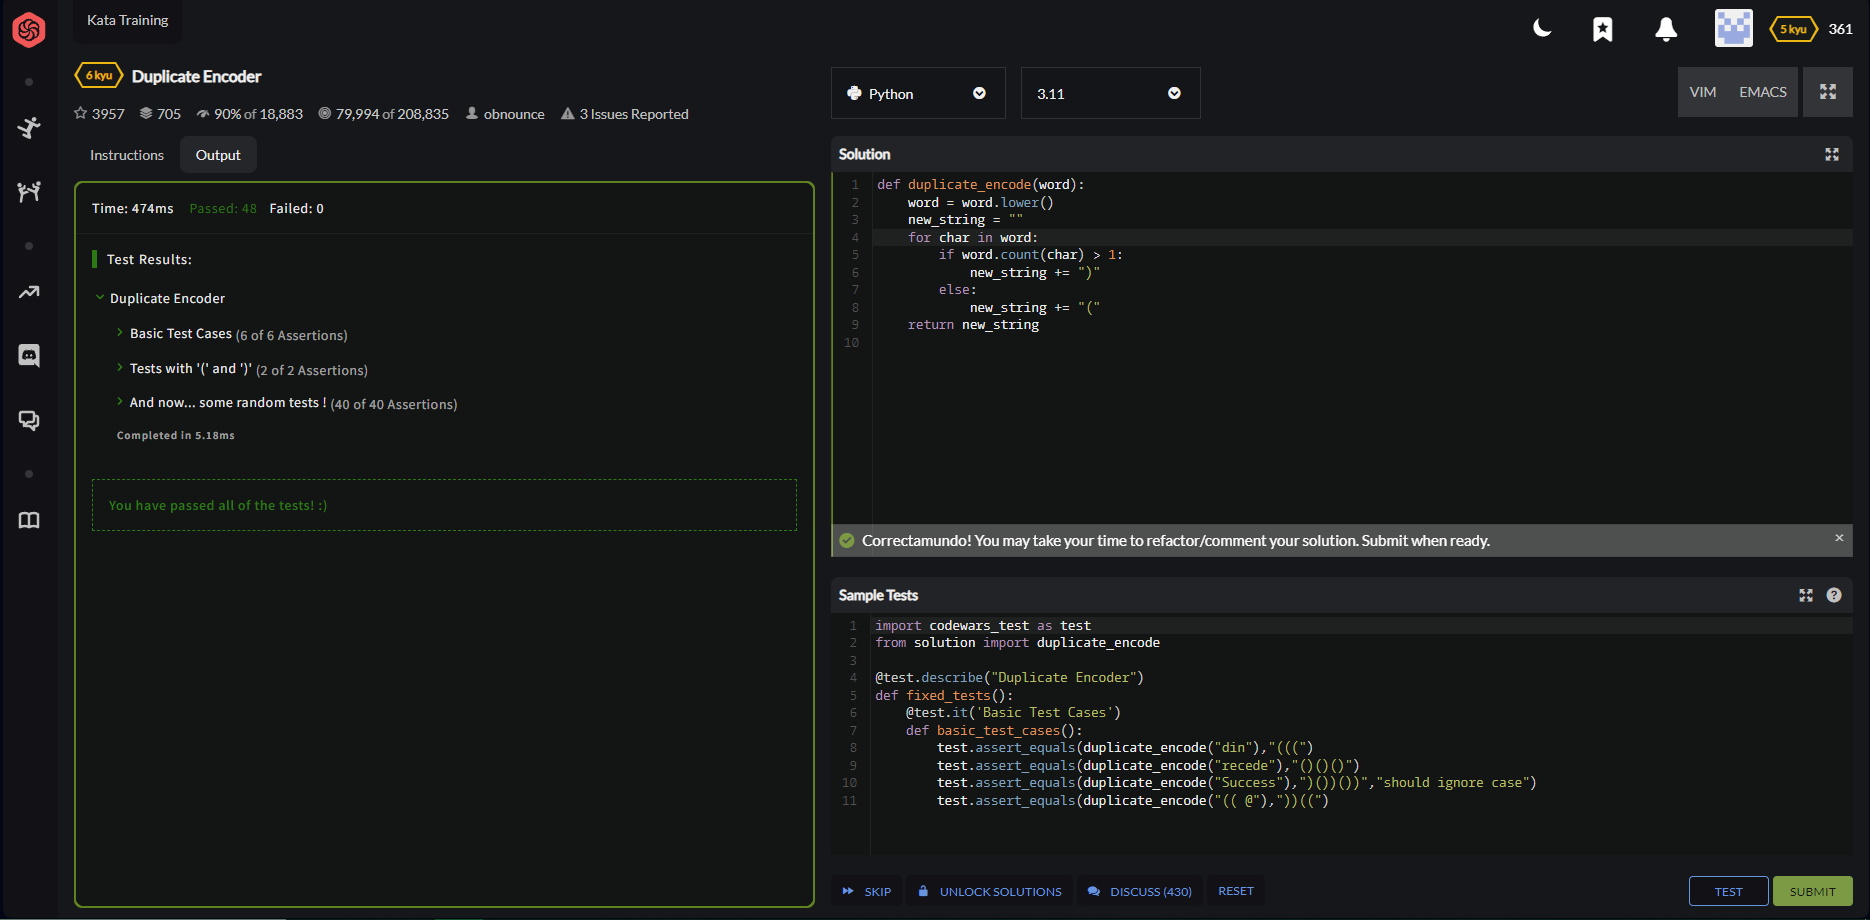 Kata Training
5 kyu 361
6 kyu Duplicate Encoder
3957 705 90% of 18,883 79,994 of 208,835 obnounce 3 Issues Reported
Instructions Output
Time: 474ms Passed: 48 Failed: 0
Test Results:
Duplicate Encoder
Basic Test Cases (6 of 6 Assertions)
Tests with '(' and ')' (2 of 2 Assertions)
And now... some random tests ! (40 of 40 Assertions)
Completed in 5.18ms
You have passed all of the tests! :)
Python 3.11 VIM EMACS
Solution
1 def duplicate_encode(word):
2     word = word.lower()
3     new_string = ""
4     for char in word:
5         if word.count(char) > 1:
6             new_string += ")"
7         else:
8             new_string += "("
9     return new_string
10
Correctamundo! You may take your time to refactor/comment your solution. Submit when ready. ×
Sample Tests ?
1 import codewars_test as test
2 from solution import duplicate_encode
3
4 @test.describe("Duplicate Encoder")
5 def fixed_tests():
6     @test.it('Basic Test Cases')
7     def basic_test_cases():
8         test.assert_equals(duplicate_encode("din"),"(((")
9         test.assert_equals(duplicate_encode("recede"),"()()()")
10         test.assert_equals(duplicate_encode("Success"),")())())","should ignore case")
11         test.assert_equals(duplicate_encode("(( @"),"))((")
SKIP UNLOCK SOLUTIONS DISCUSS (430) RESET TEST SUBMIT